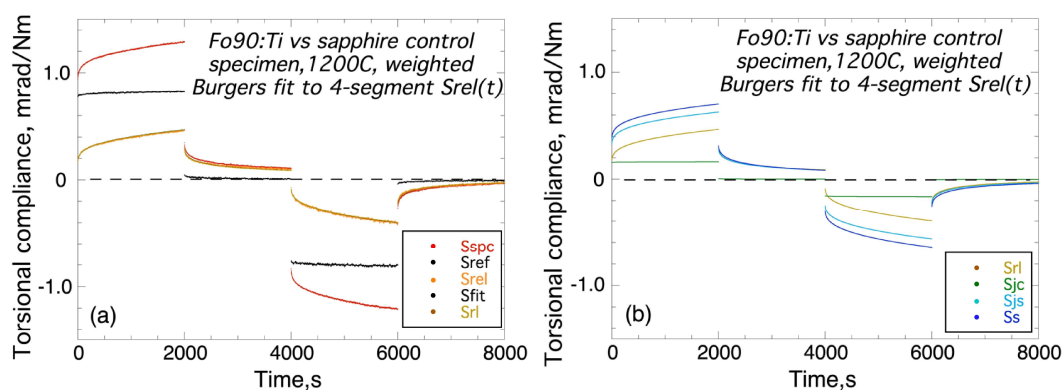 Fo90:Ti vs sapphire control
specimen,1200C, weighted
Burgers fit to 4-segment Srel(t)
Torsional compliance, mrad/Nm
1.0
0
-1.0
(a)
Sspc
Sref
Srel
Sfit
Srl
0 2000 4000 6000 8000
Time,s
Fo90:Ti vs sapphire control
specimen,1200C, weighted
Burgers fit to 4-segment Srel(t)
Torsional compliance, mrad/Nm
1.0
0
-1.0
(b)
Srl
Sjc
Sjs
Ss
0 2000 4000 6000 8000
Time,s